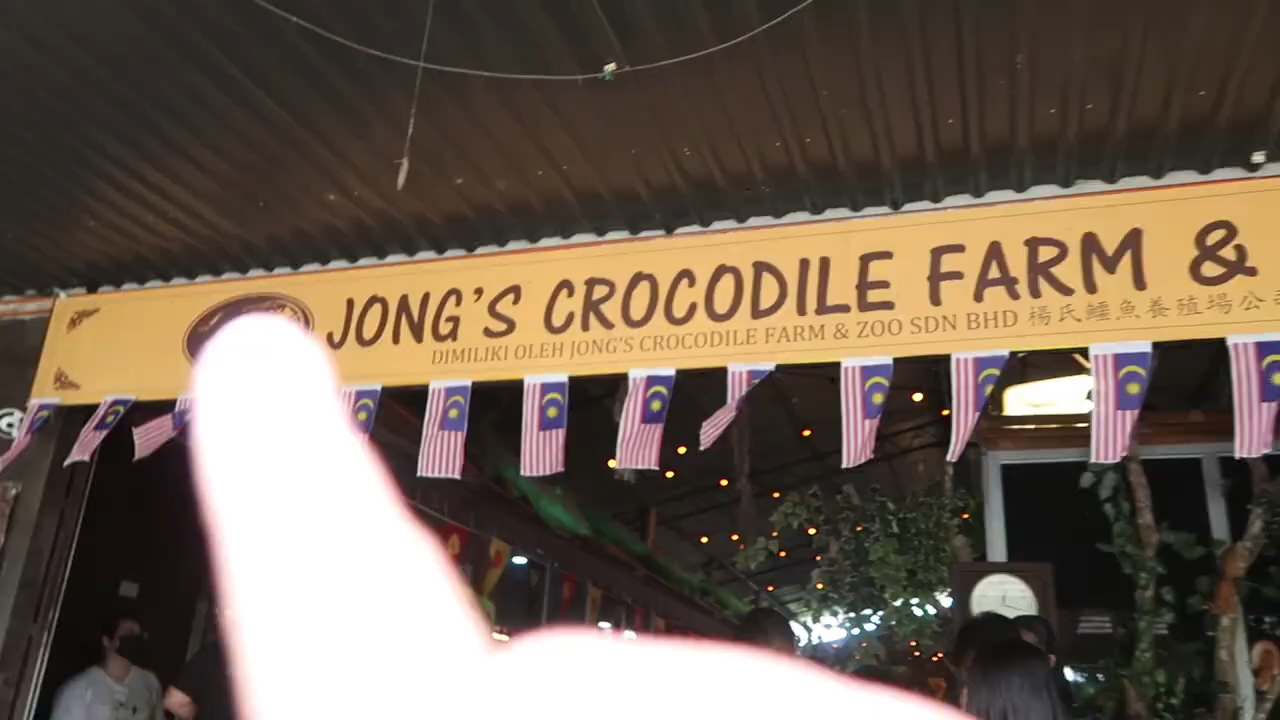 JONG'S CROCODILE FARM &
DIMILIKI OLEH JONG'S CROCODILE FARM & ZOO SDN BHD 楊氏鱷魚養殖場公司